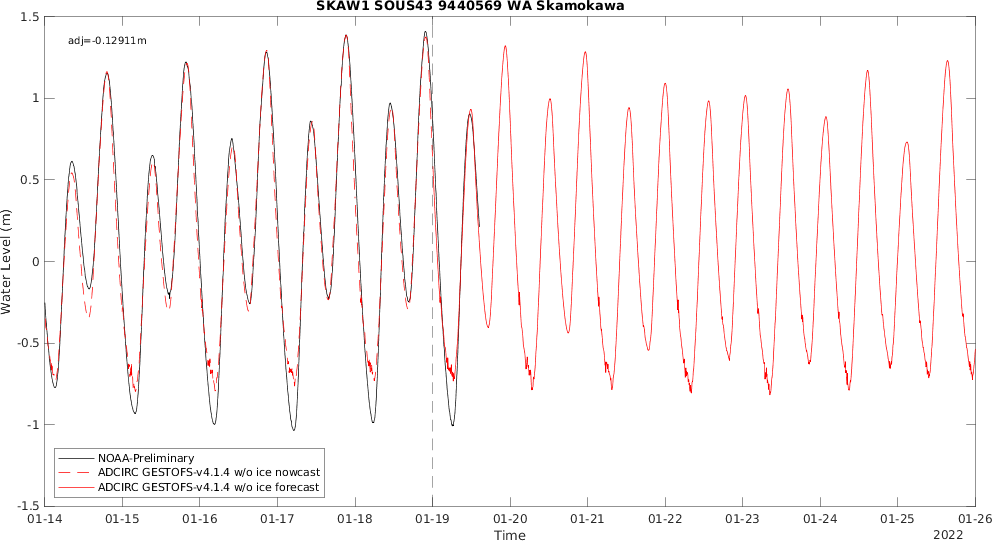 SKAW1 SOUS43 9440569 WA Skamokawa
adj=-0.12911m
1.5
1
0.5
0
-0.5
-1
-1.5
Water Level (m)
NOAA-Preliminary
ADCIRC GESTOFS-v4.1.4 w/o ice nowcast
ADCIRC GESTOFS-v4.1.4 w/o ice forecast
01-14 01-15 01-16 01-17 01-18 01-19 01-20 01-21 01-22 01-23 01-24 01-25 01-26
Time
2022